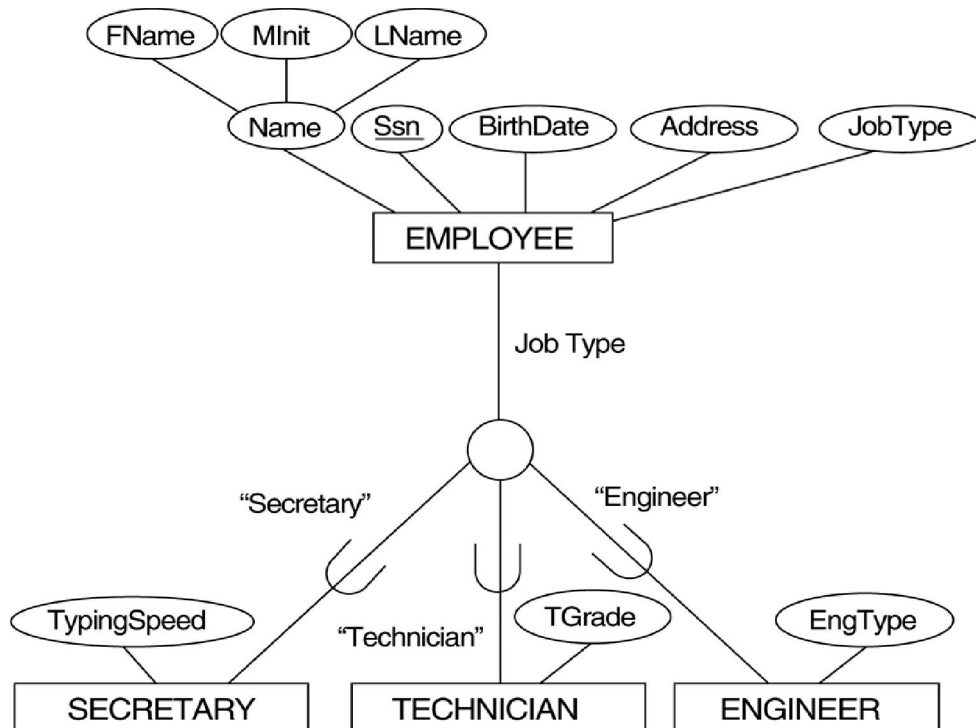 FName MInit LName
Name Ssn BirthDate Address JobType
EMPLOYEE
Job Type
“Secretary” “Engineer”
TypingSpeed “Technician” TGrade EngType
SECRETARY TECHNICIAN ENGINEER